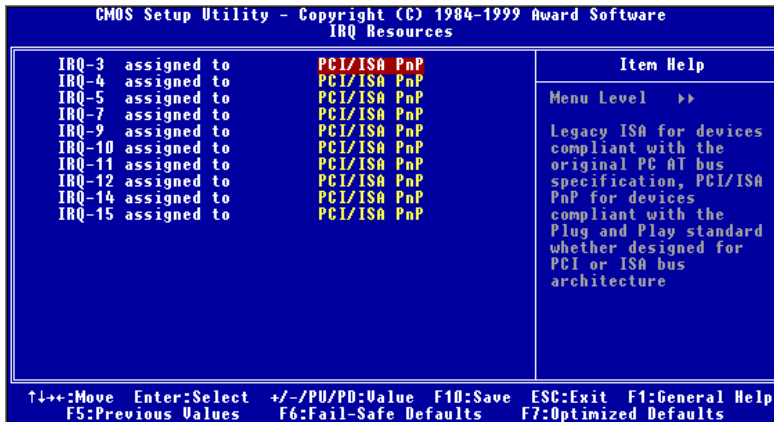 CMOS Setup Utility - Copyright (C) 1984-1999 Award Software
IRQ Resources
IRQ-3 assigned to PCI/ISA PnP
IRQ-4 assigned to PCI/ISA PnP
IRQ-5 assigned to PCI/ISA PnP
IRQ-7 assigned to PCI/ISA PnP
IRQ-9 assigned to PCI/ISA PnP
IRQ-10 assigned to PCI/ISA PnP
IRQ-11 assigned to PCI/ISA PnP
IRQ-12 assigned to PCI/ISA PnP
IRQ-14 assigned to PCI/ISA PnP
IRQ-15 assigned to PCI/ISA PnP
Item Help
Menu Level ▸▸
Legacy ISA for devices
compliant with the
original PC AT bus
specification, PCI/ISA
PnP for devices
compliant with the
Plug and Play standard
whether designed for
PCI or ISA bus
architecture
↑↓→←:Move Enter:Select +/-/PU/PD:Value F10:Save ESC:Exit F1:General Help
F5:Previous Values F6:Fail-Safe Defaults F7:Optimized Defaults